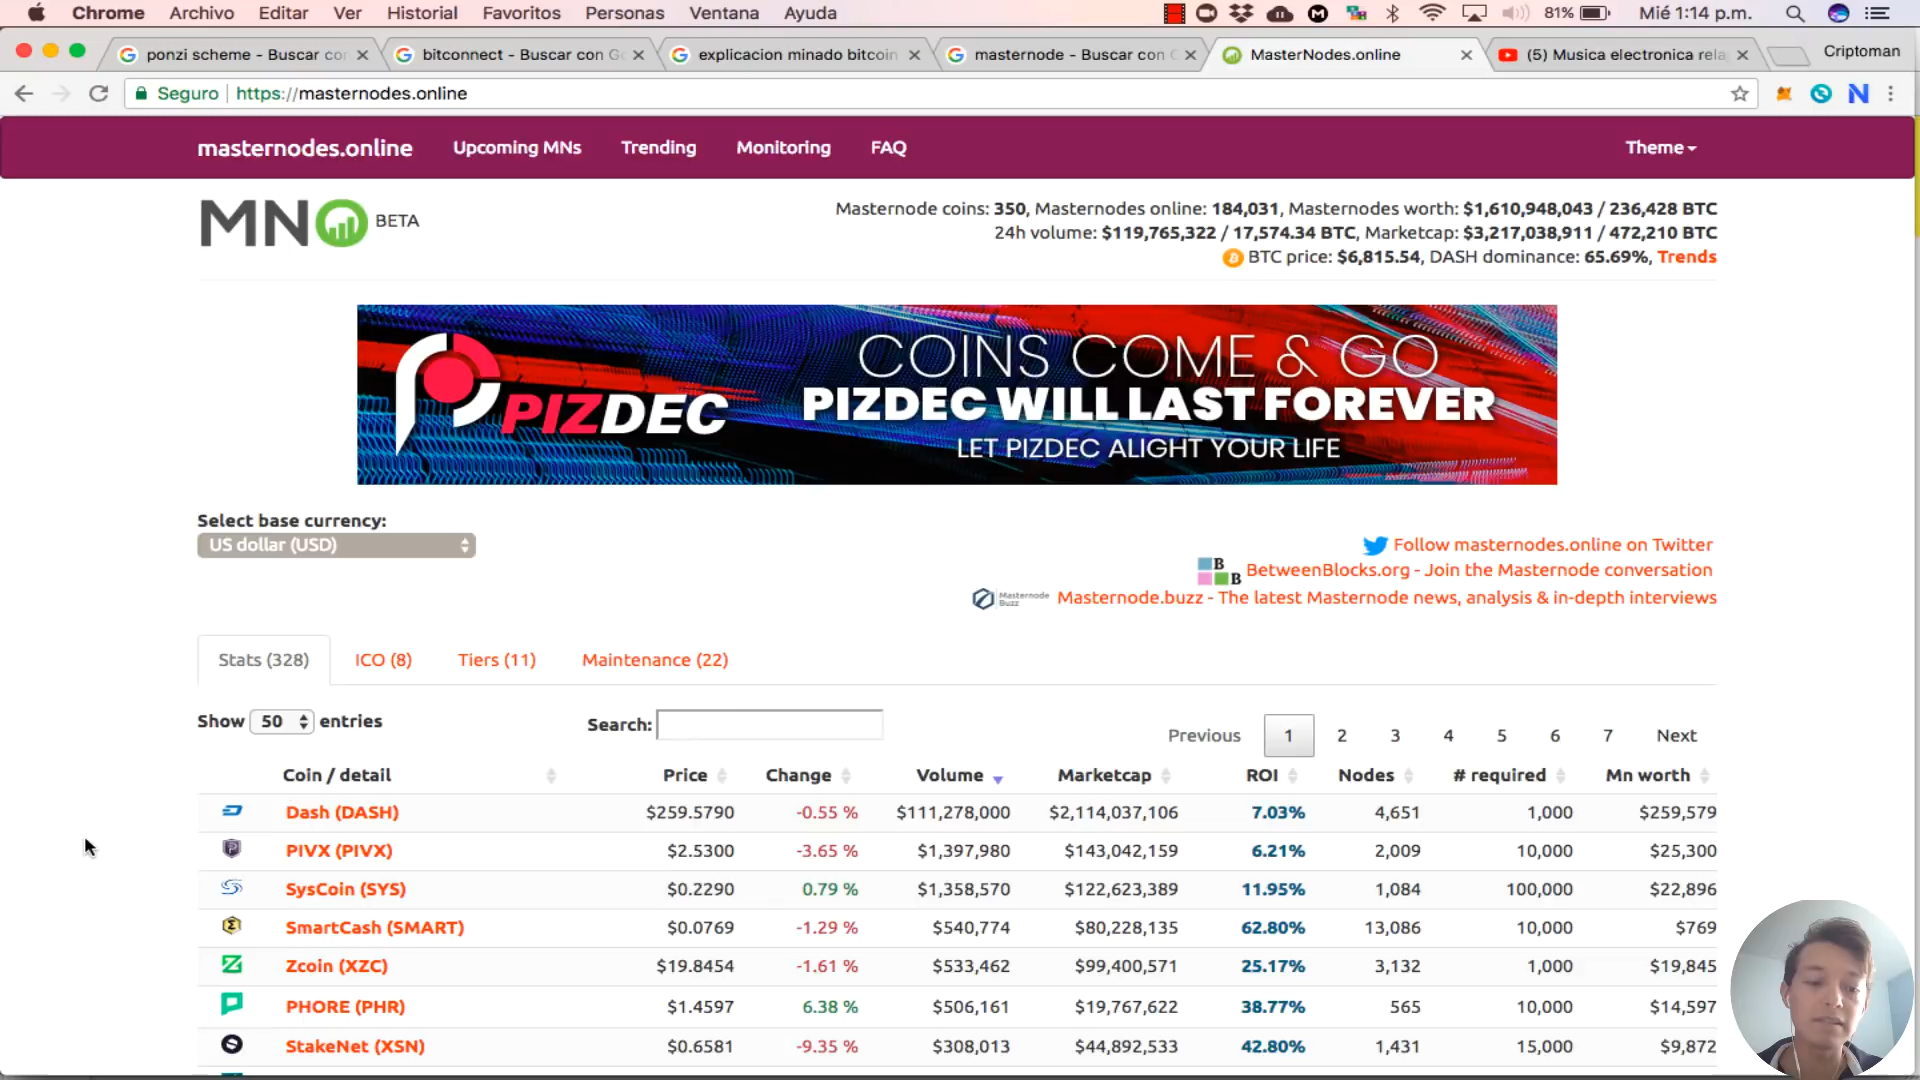 Chrome Archivo Editar Ver Historial Favoritos Personas Ventana Ayuda 81% Mié 1:14 p.m.
ponzi scheme - Buscar con bitconnect - Buscar con Go explicacion minado bitcoin masternode - Buscar con G MasterNodes.online (5) Musica electronica rela Criptoman
Seguro https://masternodes.online
masternodes.online Upcoming MNs Trending Monitoring FAQ Theme
MNO BETA
Masternode coins: 350, Masternodes online: 184,031, Masternodes worth: $1,610,948,043 / 236,428 BTC
24h volume: $119,765,322 / 17,574.34 BTC, Marketcap: $3,217,038,911 / 472,210 BTC
BTC price: $6,815.54, DASH dominance: 65.69%, Trends
PIZDEC
COINS COME & GO
PIZDEC WILL LAST FOREVER
LET PIZDEC ALIGHT YOUR LIFE
Select base currency:
US dollar (USD)
Follow masternodes.online on Twitter
BetweenBlocks.org - Join the Masternode conversation
Masternode Buzz Masternode.buzz - The latest Masternode news, analysis & in-depth interviews
Stats (328) ICO (8) Tiers (11) Maintenance (22)
Show 50 entries Search: Previous 1 2 3 4 5 6 7 Next
Coin / detail Price Change Volume Marketcap ROI Nodes # required Mn worth
Dash (DASH) $259.5790 -0.55 % $111,278,000 $2,114,037,106 7.03% 4,651 1,000 $259,579
PIVX (PIVX) $2.5300 -3.65 % $1,397,980 $143,042,159 6.21% 2,009 10,000 $25,300
SysCoin (SYS) $0.2290 0.79 % $1,358,570 $122,623,389 11.95% 1,084 100,000 $22,896
SmartCash (SMART) $0.0769 -1.29 % $540,774 $80,228,135 62.80% 13,086 10,000 $769
Zcoin (XZC) $19.8454 -1.61 % $533,462 $99,400,571 25.17% 3,132 1,000 $19,845
PHORE (PHR) $1.4597 6.38 % $506,161 $19,767,622 38.77% 565 10,000 $14,597
StakeNet (XSN) $0.6581 -9.35 % $308,013 $44,892,533 42.80% 1,431 15,000 $9,872